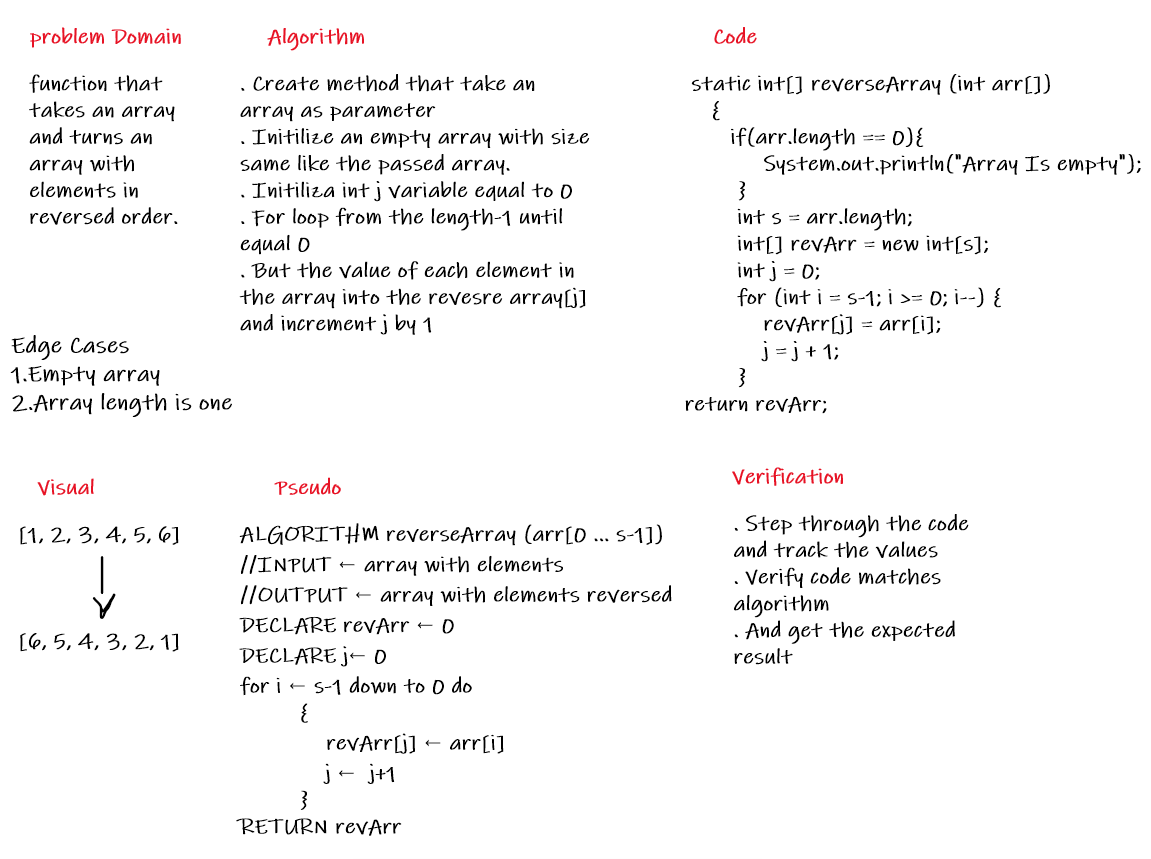 problem Domain
function that
takes an array
and turns an
array with
elements in
reversed order.
Edge Cases
1.Empty array
2.Array length is one
Algorithm
. Create method that take an
array as parameter
. Initilize an empty array with size
same like the passed array.
. Initiliza int j variable equal to 0
. For loop from the length-1 until
equal 0
. But the value of each element in
the array into the revesre array[j]
and increment j by 1
Code
static int[] reverseArray (int arr[])
{
if(arr.length == 0){
System.out.println("Array Is empty");
}
int s = arr.length;
int[] revArr = new int[s];
int j = 0;
for (int i = s-1; i >= 0; i--) {
revArr[j] = arr[i];
j = j + 1;
}
return revArr;
Visual
[1, 2, 3, 4, 5, 6]
[6, 5, 4, 3, 2, 1]
Pseudo
ALGORITHM reverseArray (arr[0 ... s-1])
//INPUT ← array with elements
//OUTPUT ← array with elements reversed
DECLARE revArr ← 0
DECLARE j← 0
for i ← s-1 down to 0 do
{
revArr[j] ← arr[i]
j ← j+1
}
RETURN revArr
Verification
. Step through the code
and track the values
. Verify code matches
algorithm
. And get the expected
result